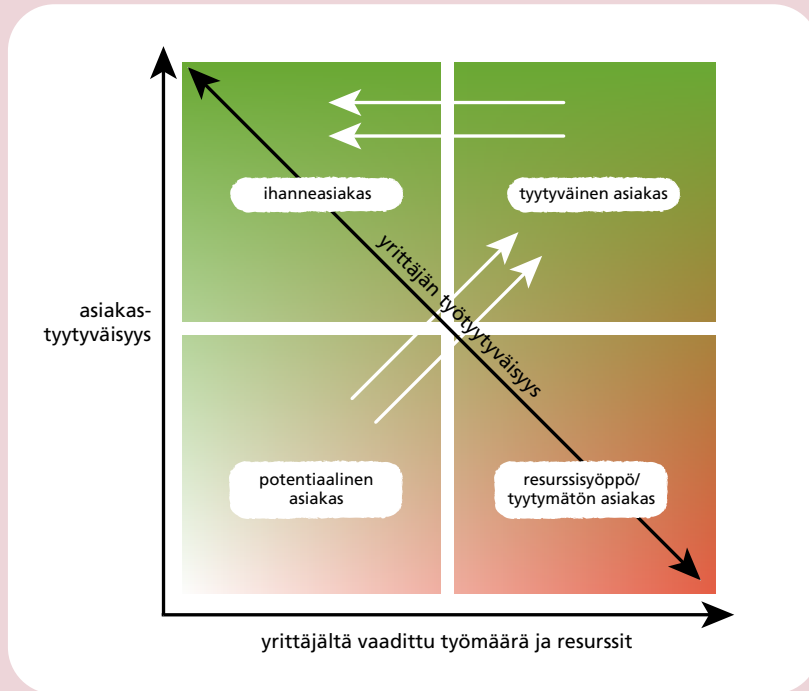 ihanneasiakas
tyytyväinen asiakas
yrittäjän työtyytyväisyys
asiakas-
tyytyväisyys
potentiaalinen
asiakas
resurssisyöppö/
tyytymätön asiakas
yrittäjältä vaadittu työmäärä ja resurssit